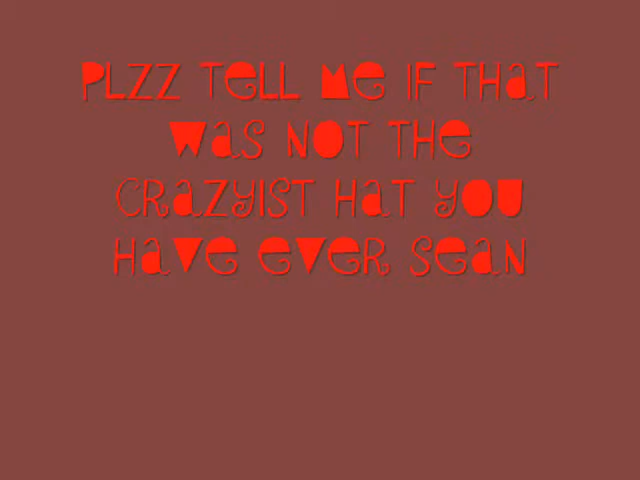 PLZZ TELL ME IF THAT
WAS NOT THE
CRAZYIST HAT YOU
HAVE EVER SEAN